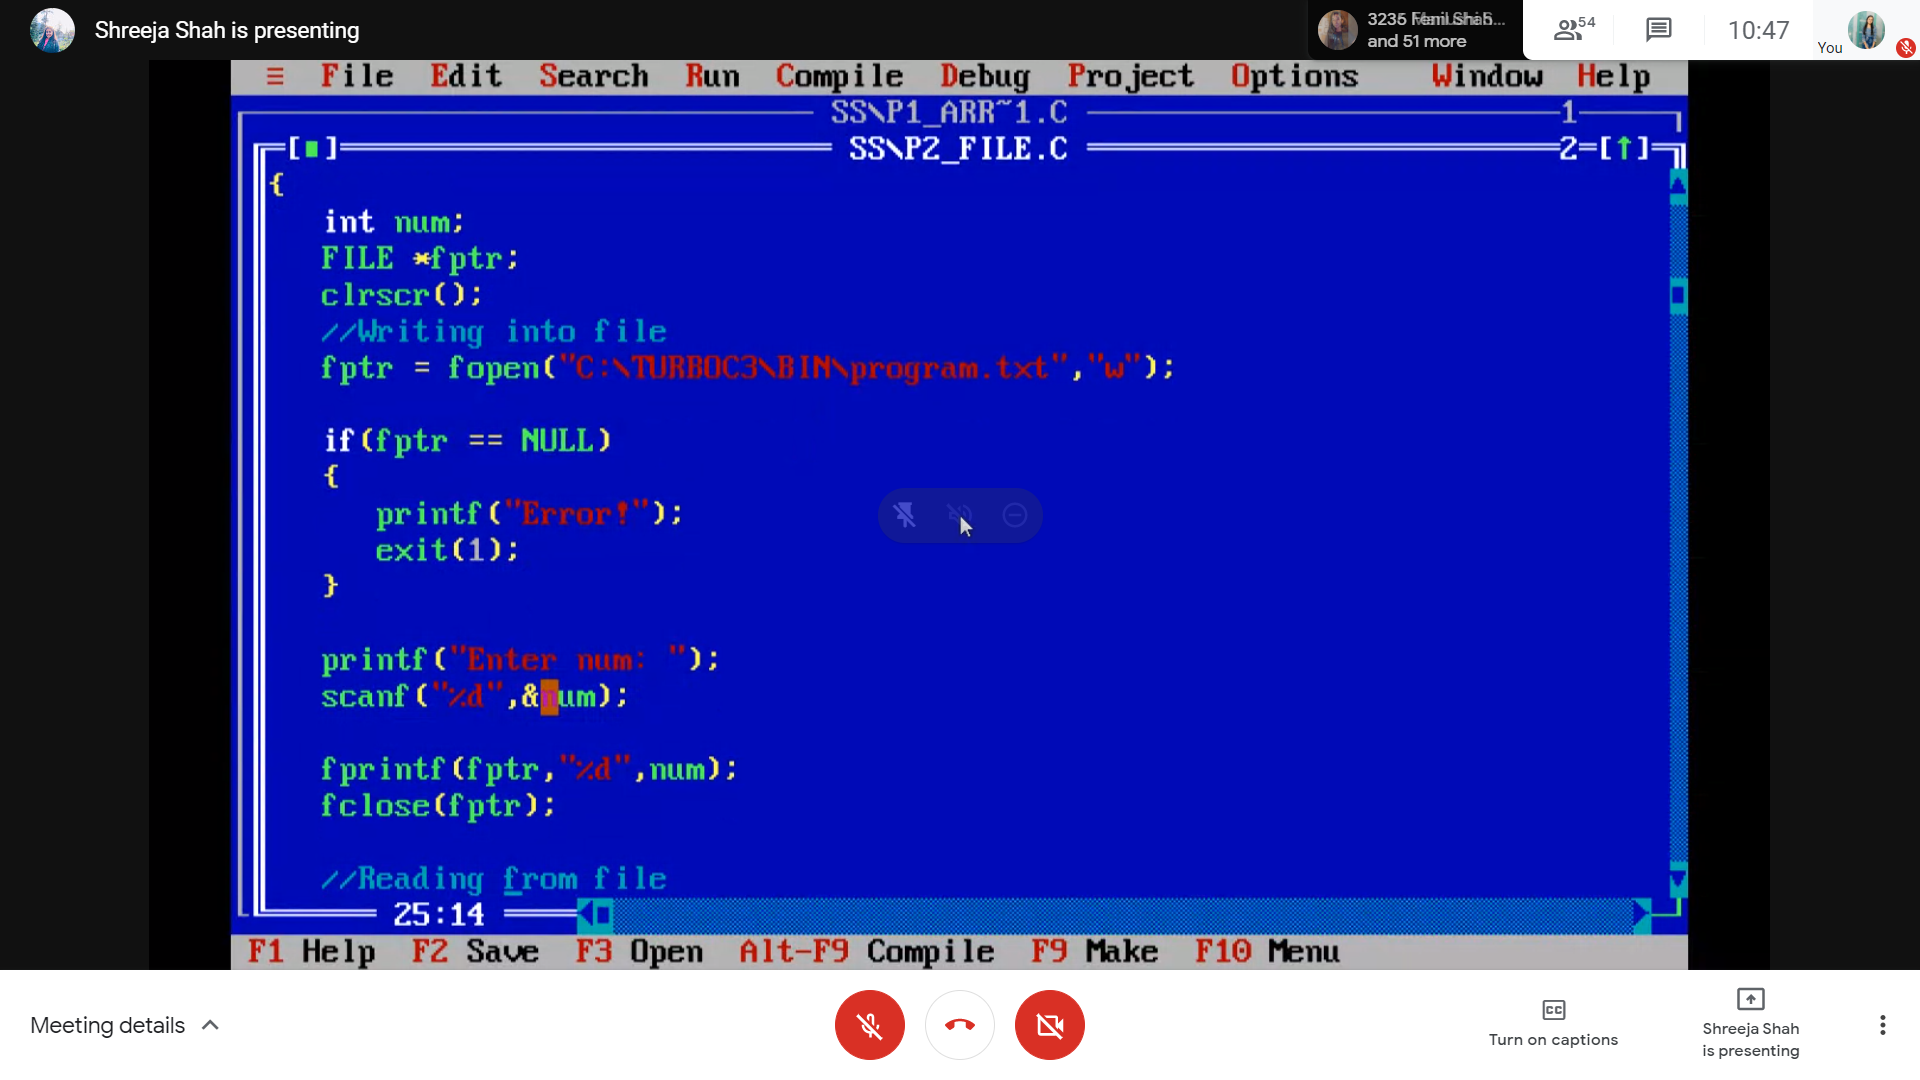 Shreeja Shah is presenting
3235
and 51 more
54
10:47
You
≡ File Edit Search Run Compile Debug Project Options Window Help
SS\P1_ARR~1.C 1
[■] SS\P2_FILE.C 2=[↑]
{
int num;
FILE *fptr;
clrscr();
//Writing into file
fptr = fopen("C:\TURBOC3\BIN\program.txt","w");
if(fptr == NULL)
{
printf("Error!");
exit(1);
}
printf("Enter num: ");
scanf("%d",&num);
fprintf(fptr,"%d",num);
fclose(fptr);
//Reading from file
25:14
F1 Help F2 Save F3 Open Alt-F9 Compile F9 Make F10 Menu
Meeting details
CC
Turn on captions
Shreeja Shah
is presenting